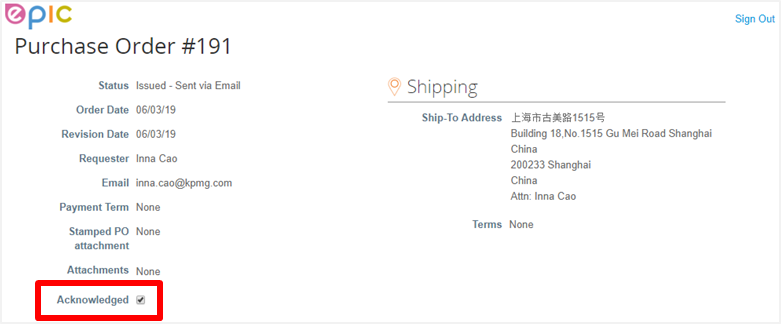 epic
Sign Out
Purchase Order #191
Status Issued - Sent via Email
Order Date 06/03/19
Revision Date 06/03/19
Requester Inna Cao
Email inna.cao@kpmg.com
Payment Term None
Stamped PO None
attachment
Attachments None
Acknowledged
Shipping
Ship-To Address 上海市古美路1515号
Building 18,No.1515 Gu Mei Road Shanghai
China
200233 Shanghai
China
Attn: Inna Cao
Terms None